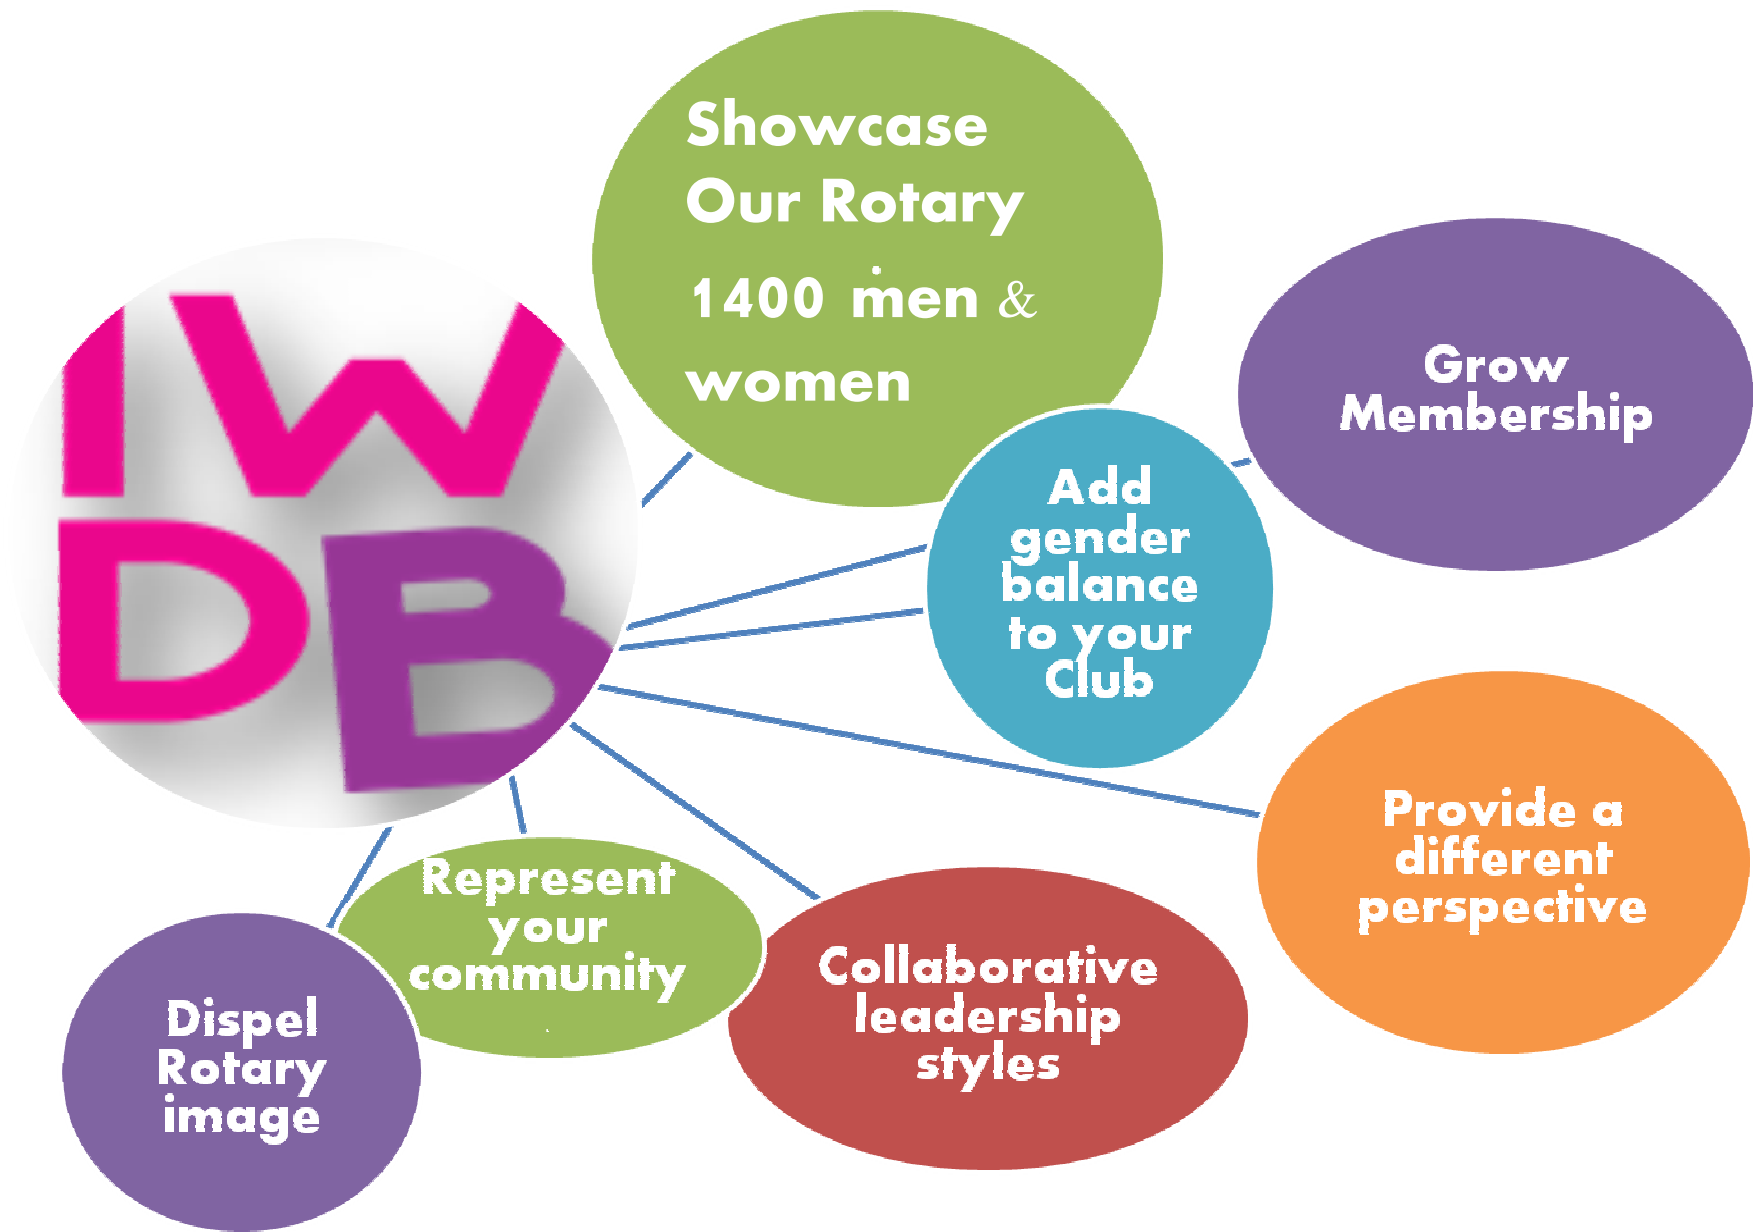 IW
DB
Showcase
Our Rotary
1400 men &
women
Grow
Membership
Add
gender
balance
to your
Club
Provide a
different
perspective
Collaborative
leadership
styles
Represent
your
community
Dispel
Rotary
image